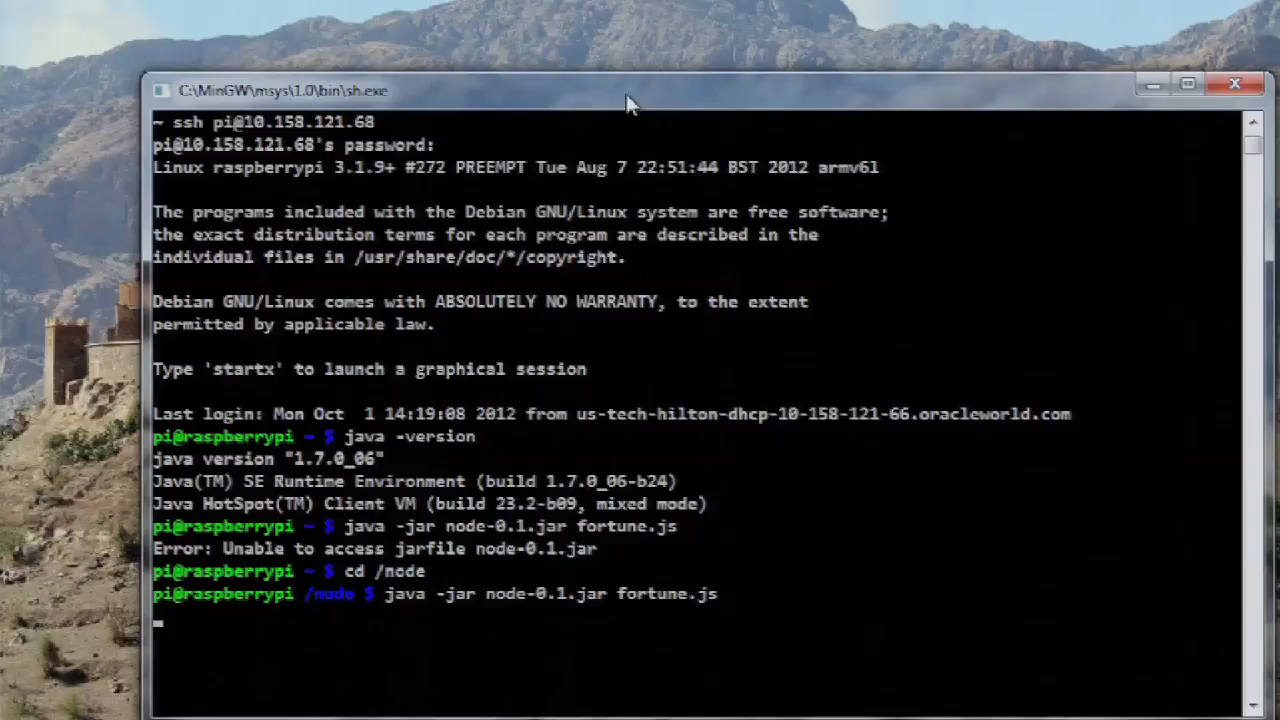 C:\MinGW\msys\1.0\bin\sh.exe
~ ssh pi@10.158.121.68
pi@10.158.121.68's password:
Linux raspberrypi 3.1.9+ #272 PREEMPT Tue Aug 7 22:51:44 BST 2012 armv6l
The programs included with the Debian GNU/Linux system are free software;
the exact distribution terms for each program are described in the
individual files in /usr/share/doc/*/copyright.
Debian GNU/Linux comes with ABSOLUTELY NO WARRANTY, to the extent
permitted by applicable law.
Type 'startx' to launch a graphical session
Last login: Mon Oct  1 14:19:08 2012 from us-tech-hilton-dhcp-10-158-121-66.oracleworld.com
pi@raspberrypi ~ $ java -version
java version "1.7.0_06"
Java(TM) SE Runtime Environment (build 1.7.0_06-b24)
Java HotSpot(TM) Client VM (build 23.2-b09, mixed mode)
pi@raspberrypi ~ $ java -jar node-0.1.jar fortune.js
Error: Unable to access jarfile node-0.1.jar
pi@raspberrypi ~ $ cd /node
pi@raspberrypi /node $ java -jar node-0.1.jar fortune.js